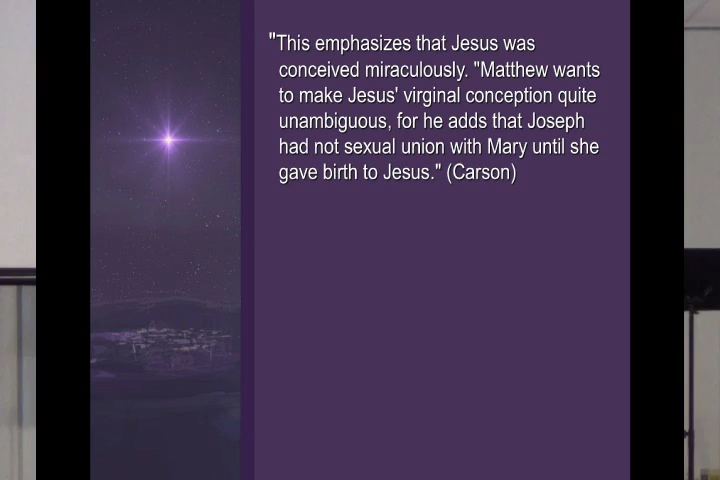 "This emphasizes that Jesus was
conceived miraculously. "Matthew wants
to make Jesus' virginal conception quite
unambiguous, for he adds that Joseph
had not sexual union with Mary until she
gave birth to Jesus." (Carson)